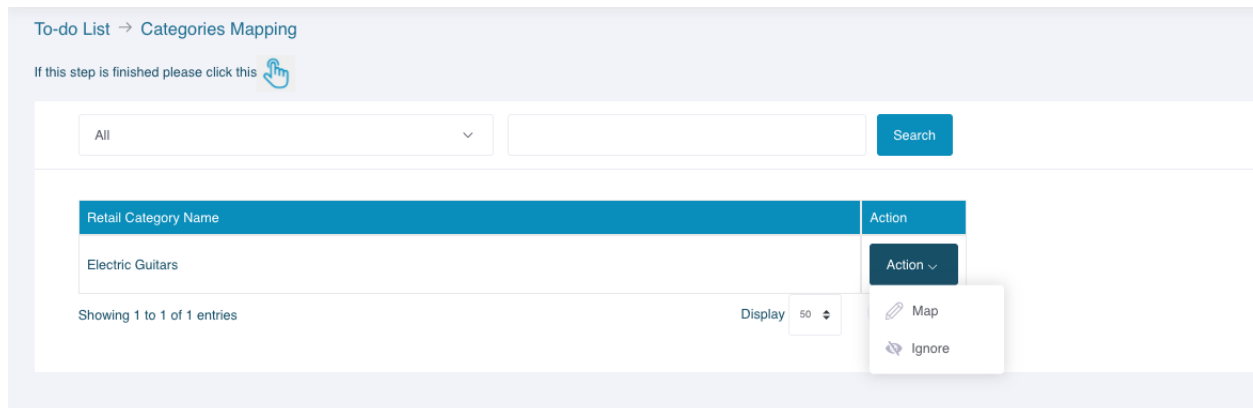 To-do List → Categories Mapping
If this step is finished please click this
All
Search
Retail Category Name Action
Electric Guitars Action
Showing 1 to 1 of 1 entries Display 50
Map
Ignore